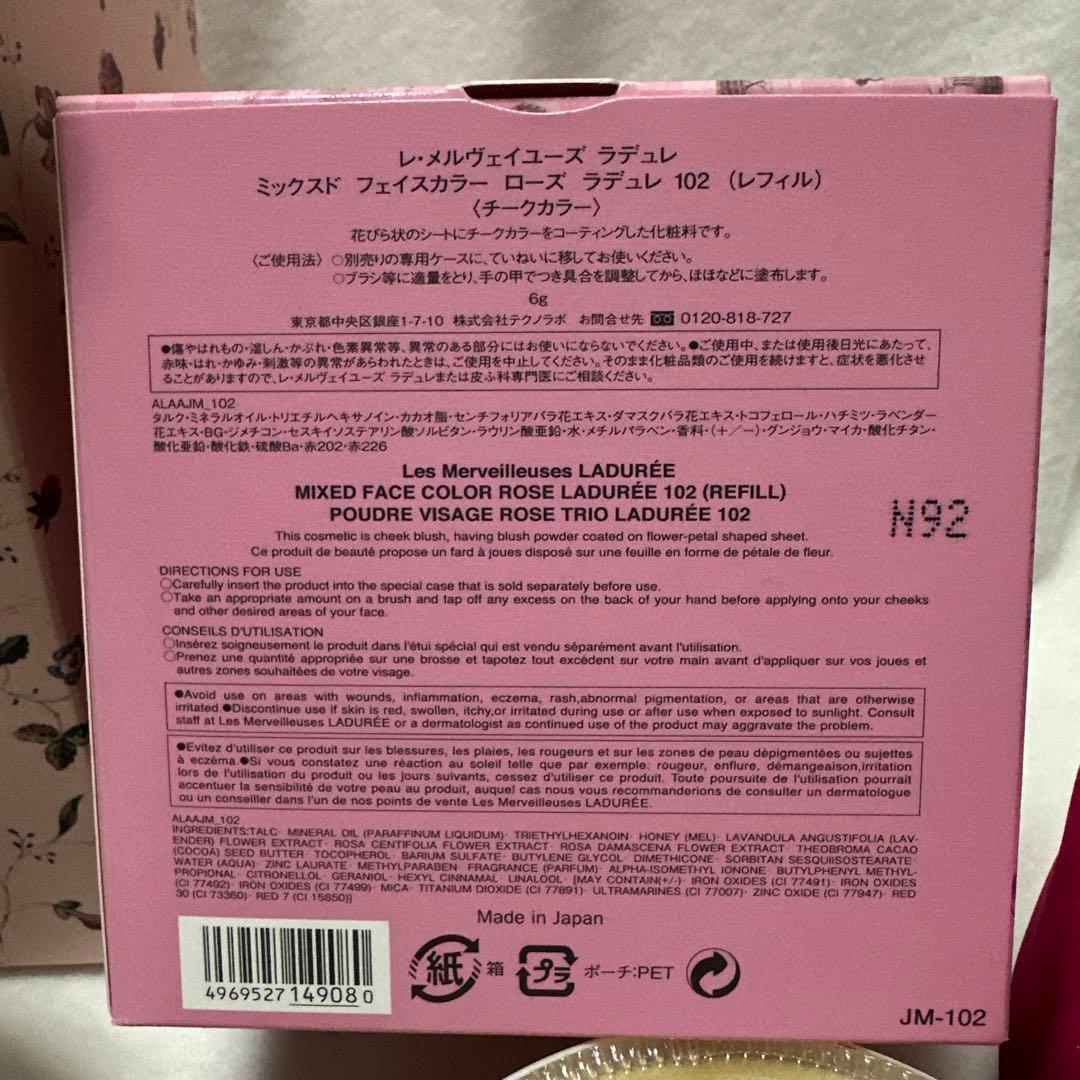 レ・メルヴェイユーズ ラデュレ
ミックスド フェイスカラー ローズ ラデュレ 102 （レフィル）
〈チークカラー〉
花びら状のシートにチークカラーをコーティングした化粧料です。
〈ご使用法〉○別売りの専用ケースに、ていねいに移してお使いください。
○ブラシ等に適量をとり、手の甲でつき具合を調整してから、ほほなどに塗布します。
6g
東京都中央区銀座1-7-10 株式会社テクノラボ お問合せ先 0120-818-727
●傷やはれもの・湿しん・かぶれ・色素異常等、異常のある部分にはお使いにならないでください。●ご使用中、または使用後日光にあたって、
赤味・はれ・かゆみ・刺激等の異常があらわれたときは、ご使用を中止してください。そのまま化粧品類のご使用を続けますと、症状を悪化させ
ることがありますので、レ・メルヴェイユーズ ラデュレまたは皮ふ科専門医にご相談ください。
ALAAJM_102
タルク・ミネラルオイル・トリエチルヘキサノイン・カカオ脂・センチフォリアバラ花エキス・ダマスクバラ花エキス・トコフェロール・ハチミツ・ラベンダー
花エキス・BG・ジメチコン・セスキイソステアリン酸ソルビタン・ラウリン酸亜鉛・水・メチルパラベン・香料・（＋／－）・グンジョウ・マイカ・酸化チタン・
酸化亜鉛・酸化鉄・硫酸Ba・赤202・赤226
Les Merveilleuses LADURÉE
MIXED FACE COLOR ROSE LADURÉE 102 (REFILL)
POUDRE VISAGE ROSE TRIO LADURÉE 102
N92
This cosmetic is cheek blush, having blush powder coated on flower-petal shaped sheet.
Ce produit de beauté propose un fard à joues disposé sur une feuille en forme de pétale de fleur.
DIRECTIONS FOR USE
○Carefully insert the product into the special case that is sold separately before use.
○Take an appropriate amount on a brush and tap off any excess on the back of your hand before applying onto your cheeks
and other desired areas of your face.
CONSEILS D'UTILISATION
○Insérez soigneusement le produit dans l'étui spécial qui est vendu séparément avant l'utilisation.
○Prenez une quantité appropriée sur une brosse et tapotez tout excédent sur votre main avant d'appliquer sur vos joues et
autres zones souhaitées de votre visage.
●Avoid use on areas with wounds, inflammation, eczema, rash,abnormal pigmentation, or areas that are otherwise
irritated.●Discontinue use if skin is red, swollen, itchy,or irritated during use or after use when exposed to sunlight. Consult
staff at Les Merveilleuses LADURÉE or a dermatologist as continued use of the product may aggravate the problem.
●Evitez d'utiliser ce produit sur les blessures, les plaies, les rougeurs et sur les zones de peau dépigmentées ou sujettes
à eczéma.●Si vous constatez une réaction au soleil telle que par exemple: rougeur, enflure, démangeaison,irritation
lors de l'utilisation du produit ou les jours suivants, cessez d'utiliser ce produit. Toute poursuite de l'utilisation pourrait
accentuer la sensibilité de votre peau au produit, auquel cas nous vous recommanderions de consulter un dermatologue
ou un conseiller dans l'un de nos points de vente Les Merveilleuses LADURÉE.
ALAAJM_102
INGREDIENTS:TALC· MINERAL OIL (PARAFFINUM LIQUIDUM)· TRIETHYLHEXANOIN· HONEY (MEL)· LAVANDULA ANGUSTIFOLIA (LAV-
ENDER) FLOWER EXTRACT· ROSA CENTIFOLIA FLOWER EXTRACT· ROSA DAMASCENA FLOWER EXTRACT· THEOBROMA CACAO
(COCOA) SEED BUTTER· TOCOPHEROL· BARIUM SULFATE· BUTYLENE GLYCOL· DIMETHICONE· SORBITAN SESQUIISOSTEARATE·
WATER (AQUA)· ZINC LAURATE· METHYLPARABEN· FRAGRANCE (PARFUM)· ALPHA-ISOMETHYL IONONE· BUTYLPHENYL METHYL-
PROPIONAL· CITRONELLOL· GERANIOL· HEXYL CINNAMAL· LINALOOL· [MAY CONTAIN(+/-)· IRON OXIDES (CI 77491)· IRON OXIDES
(CI 77492)· IRON OXIDES (CI 77499)· MICA· TITANIUM DIOXIDE (CI 77891)· ULTRAMARINES (CI 77007)· ZINC OXIDE (CI 77947)· RED
30 (CI 73360)· RED 7 (CI 15850)]
Made in Japan
4969527149080
紙 箱 プラ ポーチ:PET
JM-102